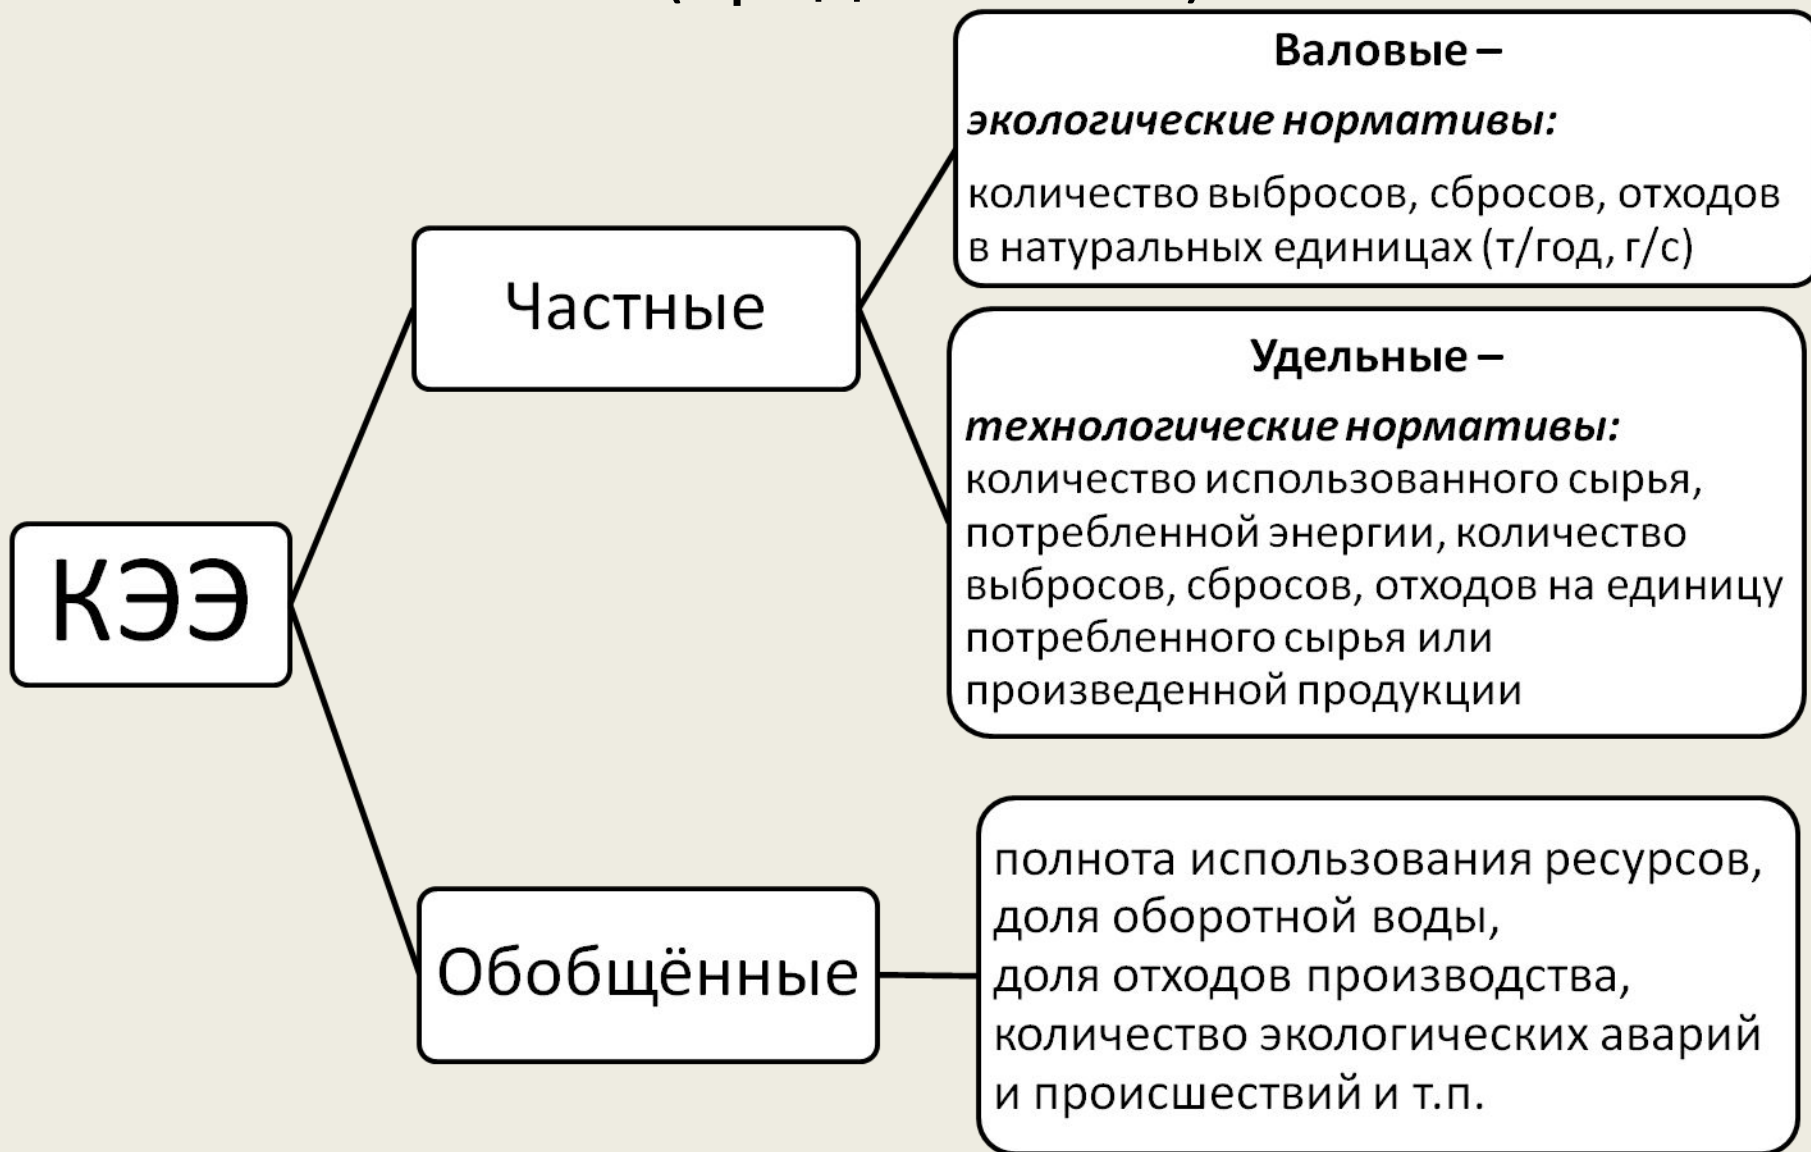 Валовые –
экологические нормативы:
количество выбросов, сбросов, отходов
в натуральных единицах (т/год, г/с)
Частные
Удельные –
технологические нормативы:
количество использованного сырья,
потребленной энергии, количество
выбросов, сбросов, отходов на единицу
потребленного сырья или
произведенной продукции
КЭЭ
Обобщённые
полнота использования ресурсов,
доля оборотной воды,
доля отходов производства,
количество экологических аварий
и происшествий и т.п.